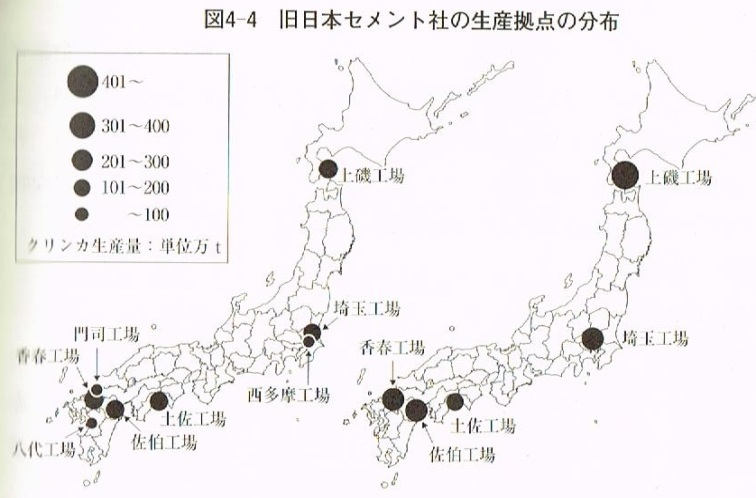 図4-4 旧日本セメント社の生産拠点の分布
401～
301～400
201～300
101～200
～100
クリンカ生産量：単位万t
上磯工場
埼玉工場
門司工場
香春工場
西多摩工場
土佐工場
佐伯工場
八代工場
上磯工場
埼玉工場
香春工場
土佐工場
佐伯工場